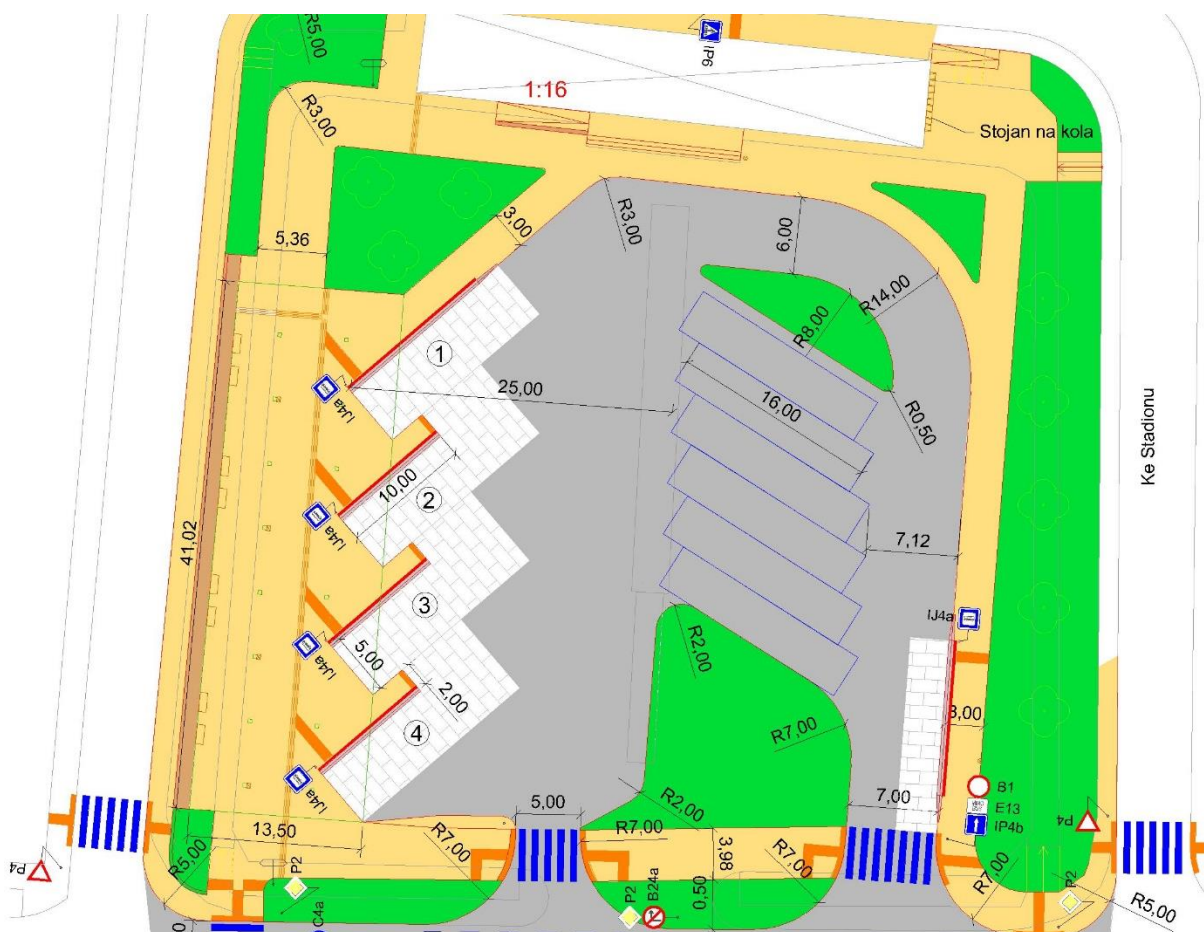 R5,00
IP6
1:16
R3,00
Stojan na kola
3,00
R3,00
6,00
5,36
R14,00
R8,00
1
25,00
16,00
R0,50
IJ4a
Ke Stadionu
10,00
2
IJ4a
41,02
7,12
3
IJ4a
5,00
IJ4a
2,00
R2,00
4
R7,00
3,00
IJ4a
B1
E13
IP4b
R2,00
5,00
7,00
P4
13,50
R7,00
R7,00
3,98
P4
R5,00
R7,00
R7,00
P2
P2
B24a
0,50
P2
C4a
R5,00